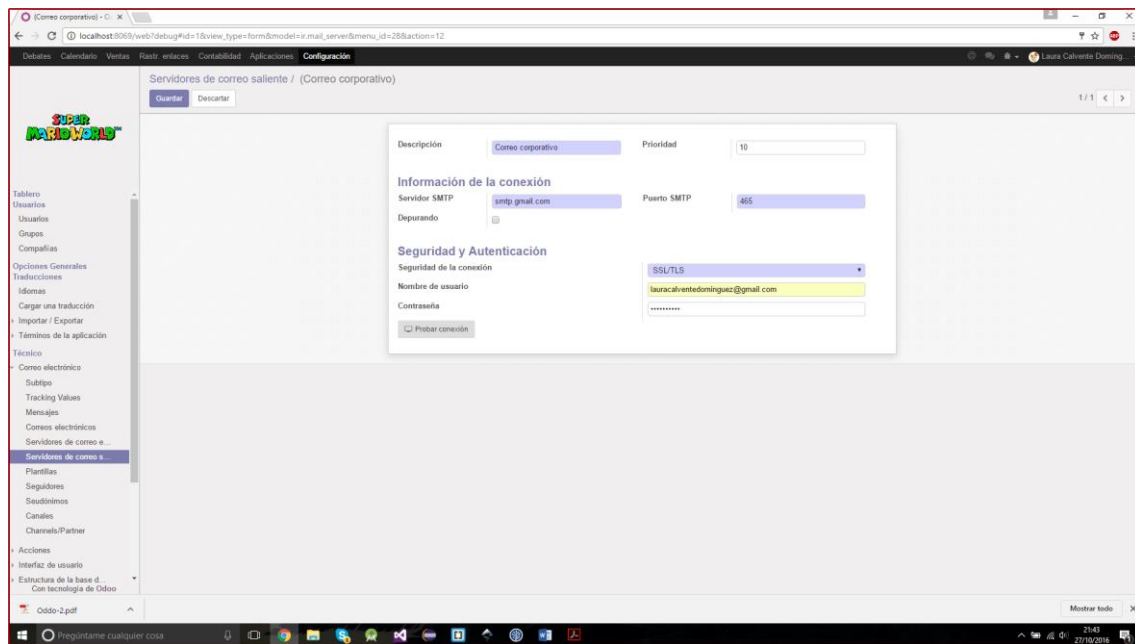 (Correo corporativo) - O
localhost:8069/web?debug#id=1&view_type=form&model=ir.mail_server&menu_id=28&action=12
Debates Calendario Ventas Rastr. enlaces Contabilidad Aplicaciones Configuración
Laura Calvente Doming...
Servidores de correo saliente / (Correo corporativo)
Guardar Descartar
1 / 1
SUPER
MARIO WORLD
Tablero
Usuarios
Usuarios
Grupos
Compañías
Opciones Generales
Traducciones
Idiomas
Cargar una traducción
Importar / Exportar
Términos de la aplicación
Técnico
Correo electrónico
Subtipo
Tracking Values
Mensajes
Correos electrónicos
Servidores de correo e...
Servidores de correo s...
Plantillas
Seguidores
Seudónimos
Canales
Channels/Partner
Acciones
Interfaz de usuario
Estructura de la base d...
Con tecnología de Odoo
Descripción
Correo corporativo
Prioridad
10
Información de la conexión
Servidor SMTP
smtp.gmail.com
Puerto SMTP
465
Depurando
Seguridad y Autenticación
Seguridad de la conexión
SSL/TLS
Nombre de usuario
lauracalventedominguez@gmail.com
Contraseña
••••••••••
Probar conexión
Oddo-2.pdf
Mostrar todo
Pregúntame cualquier cosa
21:43
27/10/2016